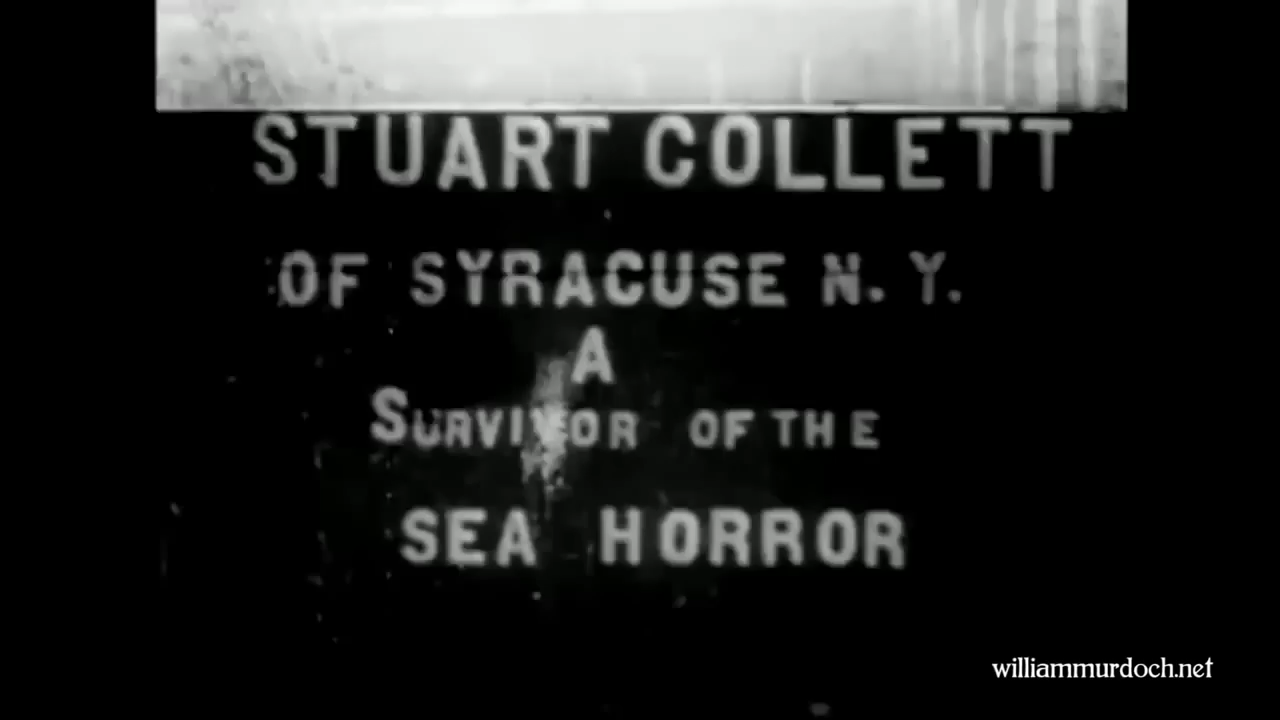 STUART COLLETT
OF SYRACUSE N. Y.
A
SURVIVOR OF THE
SEA HORROR
williammurdoch.net